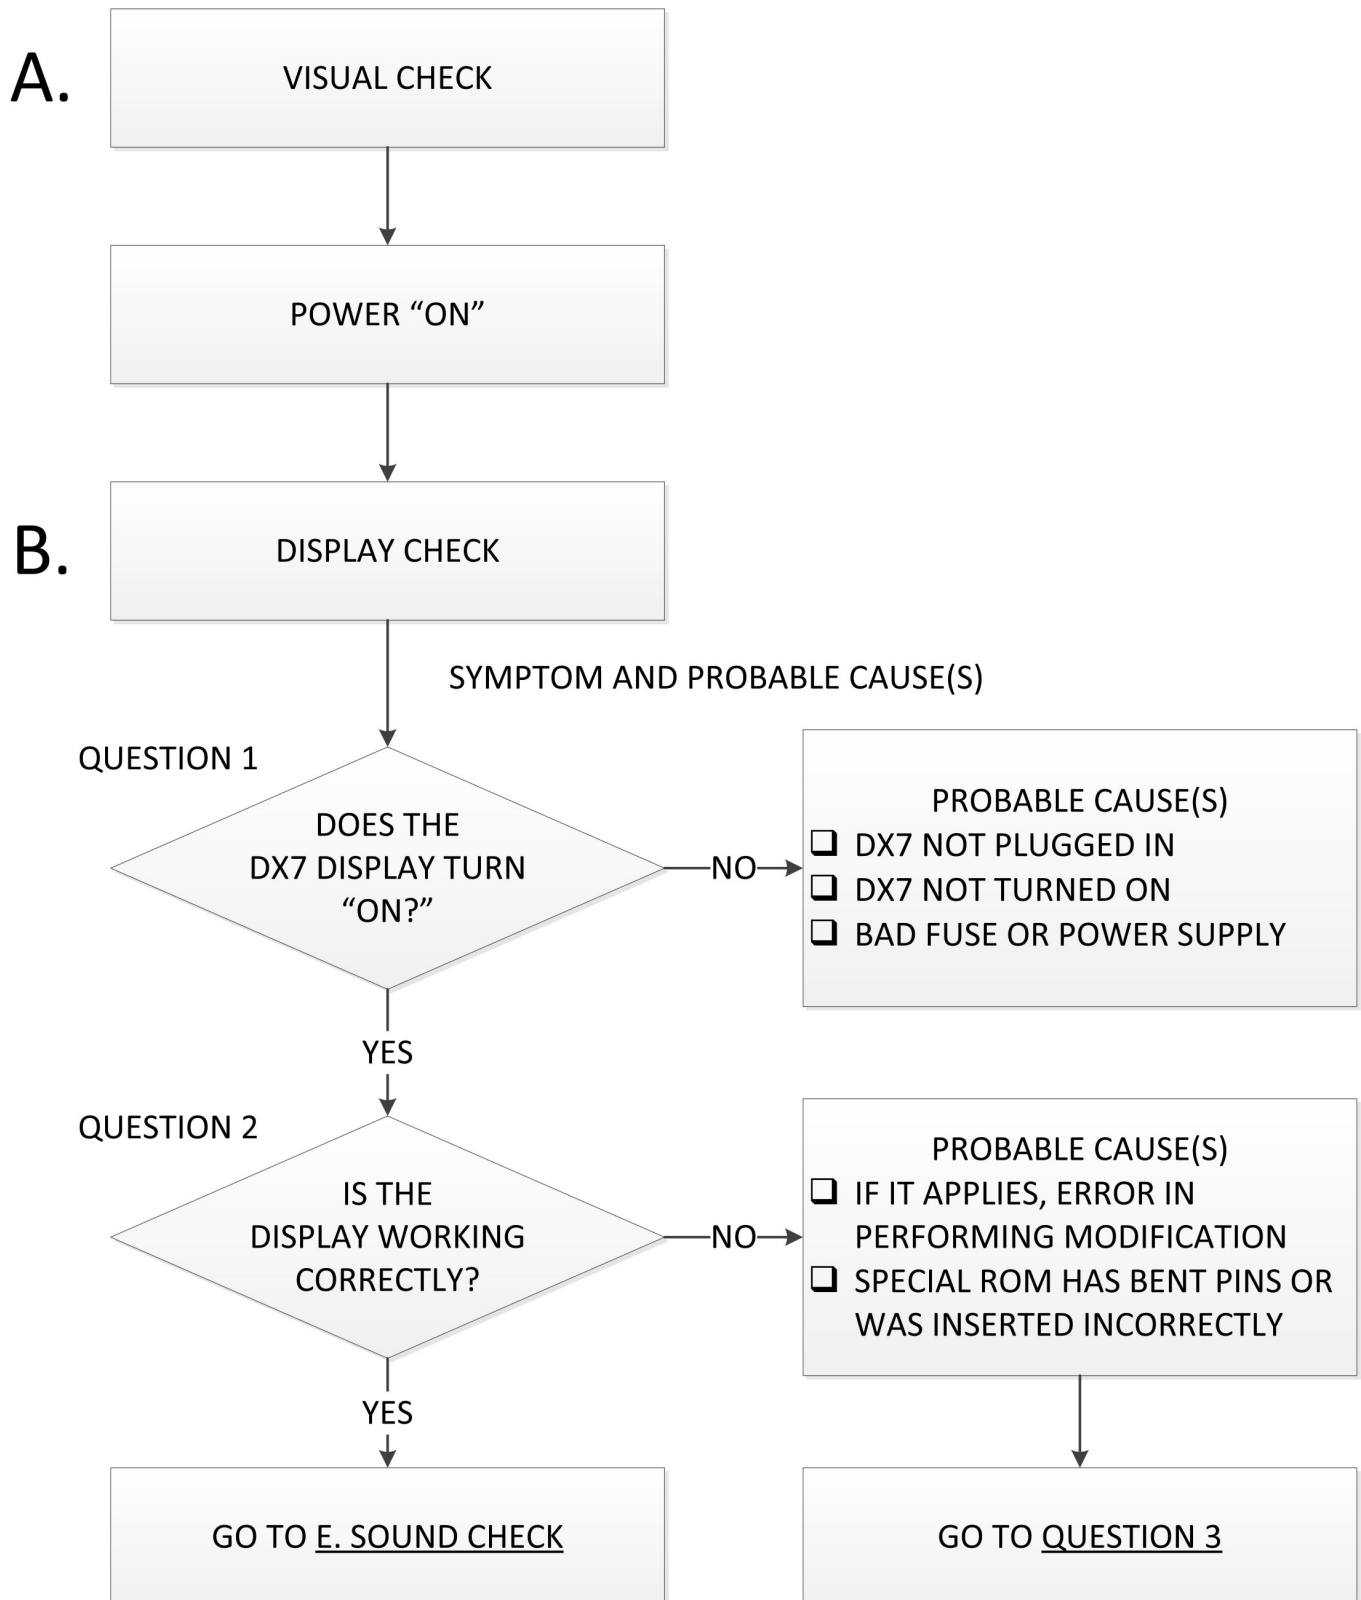 A.
VISUAL CHECK
POWER “ON”
B.
DISPLAY CHECK
SYMPTOM AND PROBABLE CAUSE(S)
QUESTION 1
DOES THE
DX7 DISPLAY TURN
“ON?”
NO
PROBABLE CAUSE(S)
❑ DX7 NOT PLUGGED IN
❑ DX7 NOT TURNED ON
❑ BAD FUSE OR POWER SUPPLY
YES
QUESTION 2
IS THE
DISPLAY WORKING
CORRECTLY?
NO
PROBABLE CAUSE(S)
❑ IF IT APPLIES, ERROR IN
PERFORMING MODIFICATION
❑ SPECIAL ROM HAS BENT PINS OR
WAS INSERTED INCORRECTLY
YES
GO TO E. SOUND CHECK
GO TO QUESTION 3